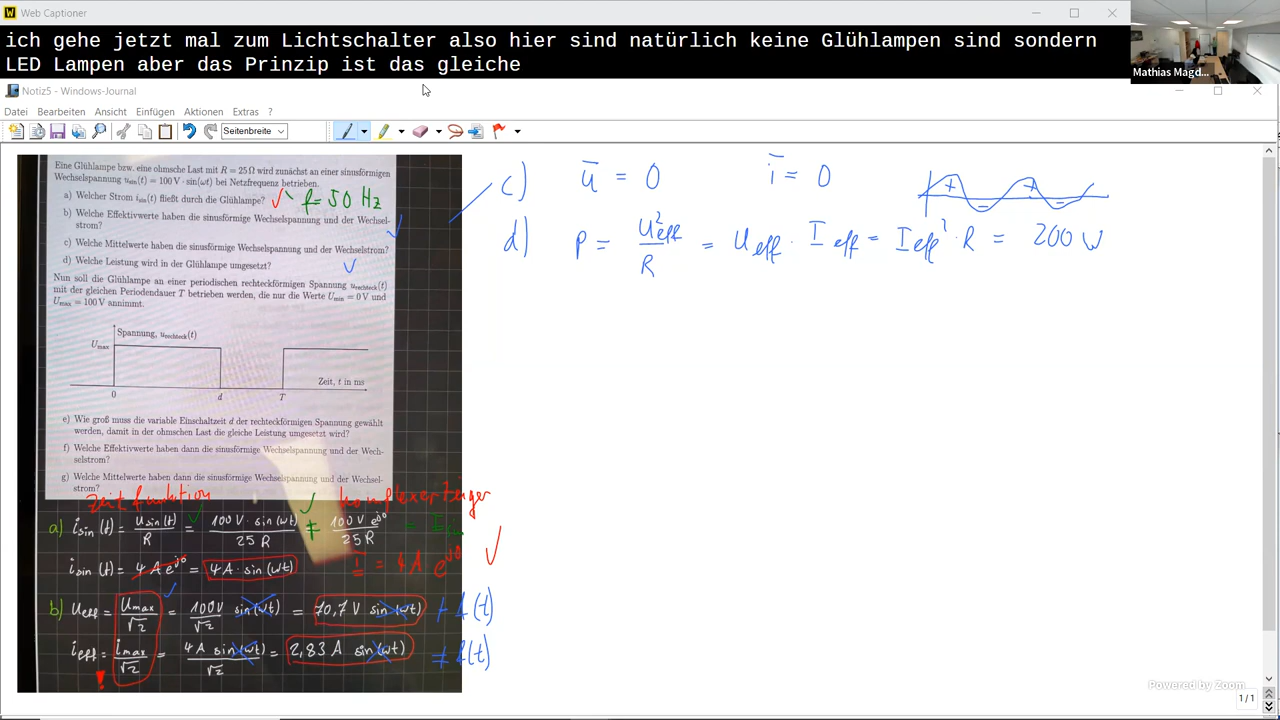 Web Captioner
ich gehe jetzt mal zum Lichtschalter also hier sind natürlich keine Glühlampen sind sondern
LED Lampen aber das Prinzip ist das gleiche
Mathias Magd...
Notiz5 - Windows-Journal
Datei Bearbeiten Ansicht Einfügen Aktionen Extras ?
Seitenbreite
Eine Glühlampe bzw. eine ohmsche Last mit R = 25 Ω wird zunächst an einer sinusförmigen
Wechselspannung u_sin(t) = 100 V · sin(ωt) bei Netzfrequenz betrieben.
a) Welcher Strom i_sin(t) fließt durch die Glühlampe? ✓ f = 50 Hz
b) Welche Effektivwerte haben die sinusförmige Wechselspannung und der Wechsel-
strom? ✓
c) Welche Mittelwerte haben die sinusförmige Wechselspannung und der Wechselstrom?
d) Welche Leistung wird in der Glühlampe umgesetzt? ✓
Nun soll die Glühlampe an einer periodischen rechteckförmigen Spannung u_rechteck(t)
mit der gleichen Periodendauer T betrieben werden, die nur die Werte U_min = 0 V und
U_max = 100 V annimmt.
Spannung, u_rechteck(t)
U_max
Zeit, t in ms
0 d T
e) Wie groß muss die variable Einschaltzeit d der rechteckförmigen Spannung gewählt
werden, damit in der ohmschen Last die gleiche Leistung umgesetzt wird?
f) Welche Effektivwerte haben dann die sinusförmige Wechselspannung und der Wech-
selstrom?
g) Welche Mittelwerte haben dann die sinusförmige Wechselspannung und der Wechsel-
strom?
Zeitfunktion ✓ komplexer Zeiger
a) i_sin(t) = u_sin(t)/R = 100 V · sin(ωt)/25 R ≠ 100 V e^j0/25 R = I_sin
i_sin(t) = 4 A e^j0 = 4 A · sin(ωt) I = 4 A e^j0 ✓
b) U_eff = U_max/√2 = 100V/√2 sin(ωt) = 70,7 V sin(ωt) ≠ f(t)
i_eff = i_max/√2 = 4 A sin(ωt)/√2 = 2,83 A sin(ωt) ≠ f(t)
!
c) ū = 0 ī = 0
+ − + −
d) P = U²eff/R = U_eff · I_eff = I_eff² · R = 200 W
Powered by Zoom
1/1